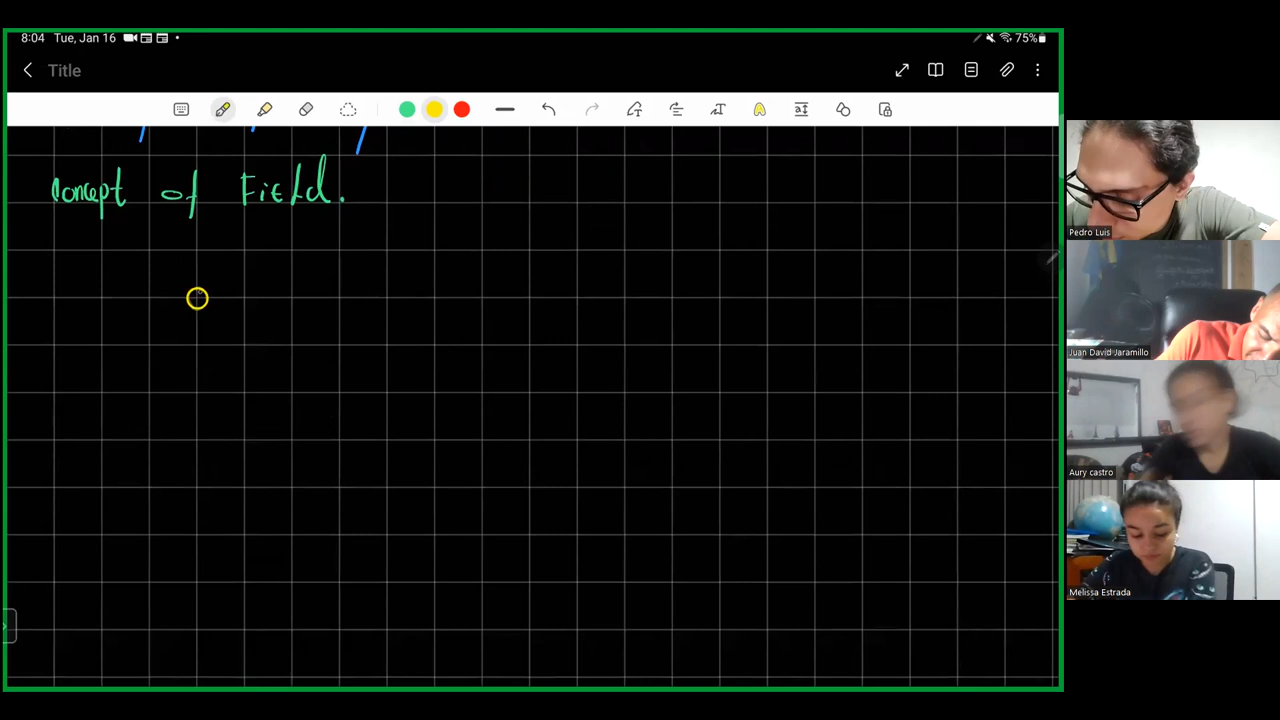 8:04 Tue, Jan 16
75%
Title
Concept of Field.
Pedro Luis
Juan David Jaramillo
Aury castro
Melissa Estrada